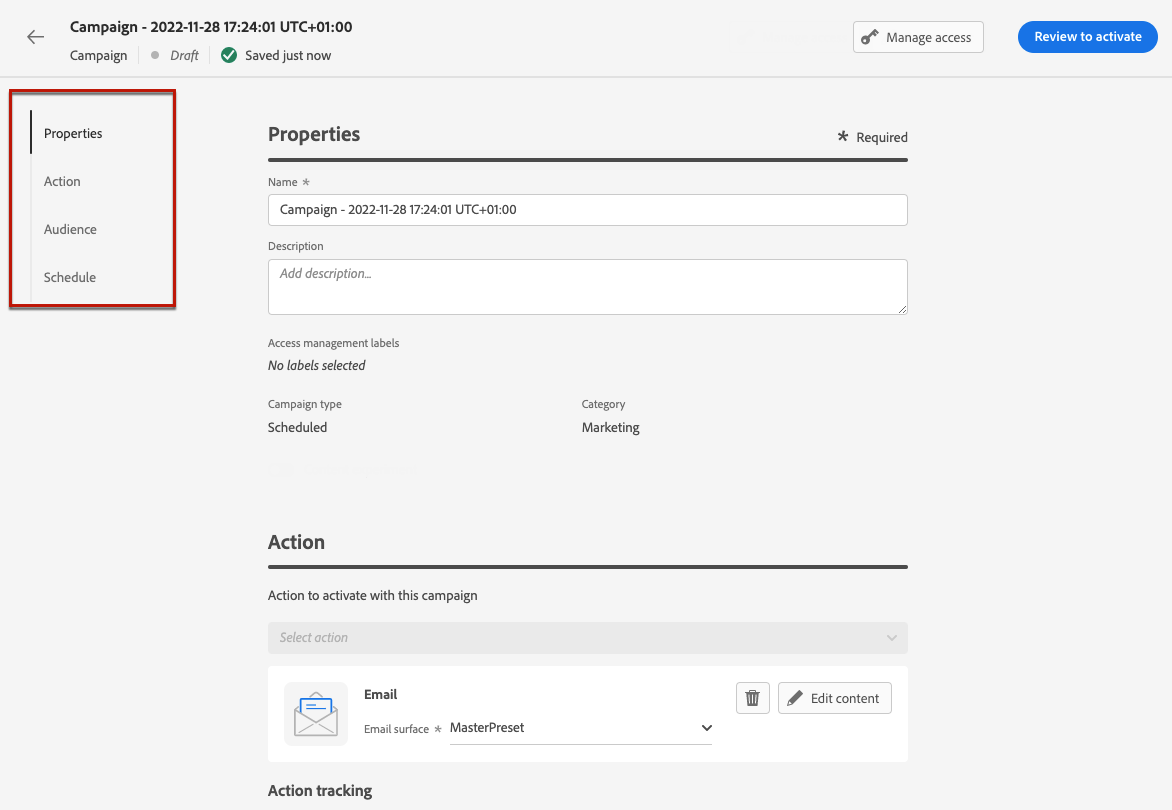 Campaign - 2022-11-28 17:24:01 UTC+01:00
Campaign Draft Saved just now
Manage access
Review to activate
Properties
Action
Audience
Schedule
Properties
* Required
Name *
Campaign - 2022-11-28 17:24:01 UTC+01:00
Description
Add description...
Access management labels
No labels selected
Campaign type
Scheduled
Category
Marketing
Action
Action to activate with this campaign
Select action
Email
Email surface * MasterPreset
Edit content
Action tracking